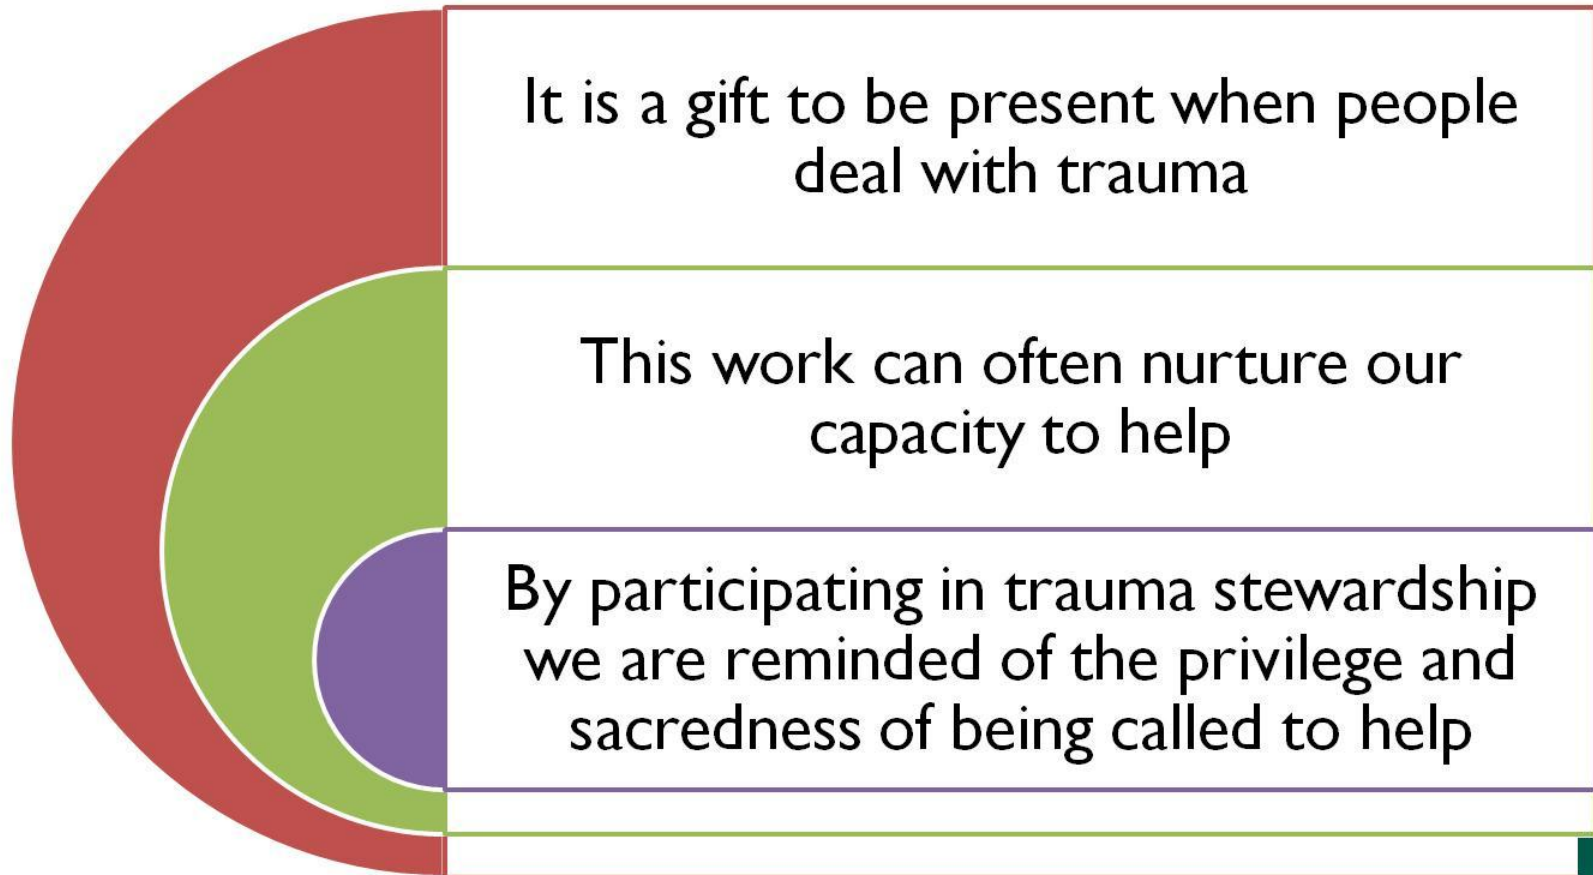 It is a gift to be present when people
deal with trauma
This work can often nurture our
capacity to help
By participating in trauma stewardship
we are reminded of the privilege and
sacredness of being called to help